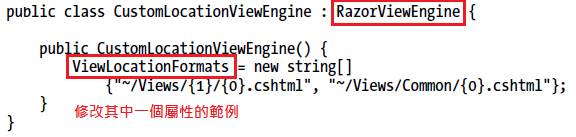 public class CustomLocationViewEngine : RazorViewEngine {
public CustomLocationViewEngine() {
ViewLocationFormats = new string[]
{"~/Views/{1}/{0}.cshtml", "~/Views/Common/{0}.cshtml"};
}
修改其中一個屬性的範例
}